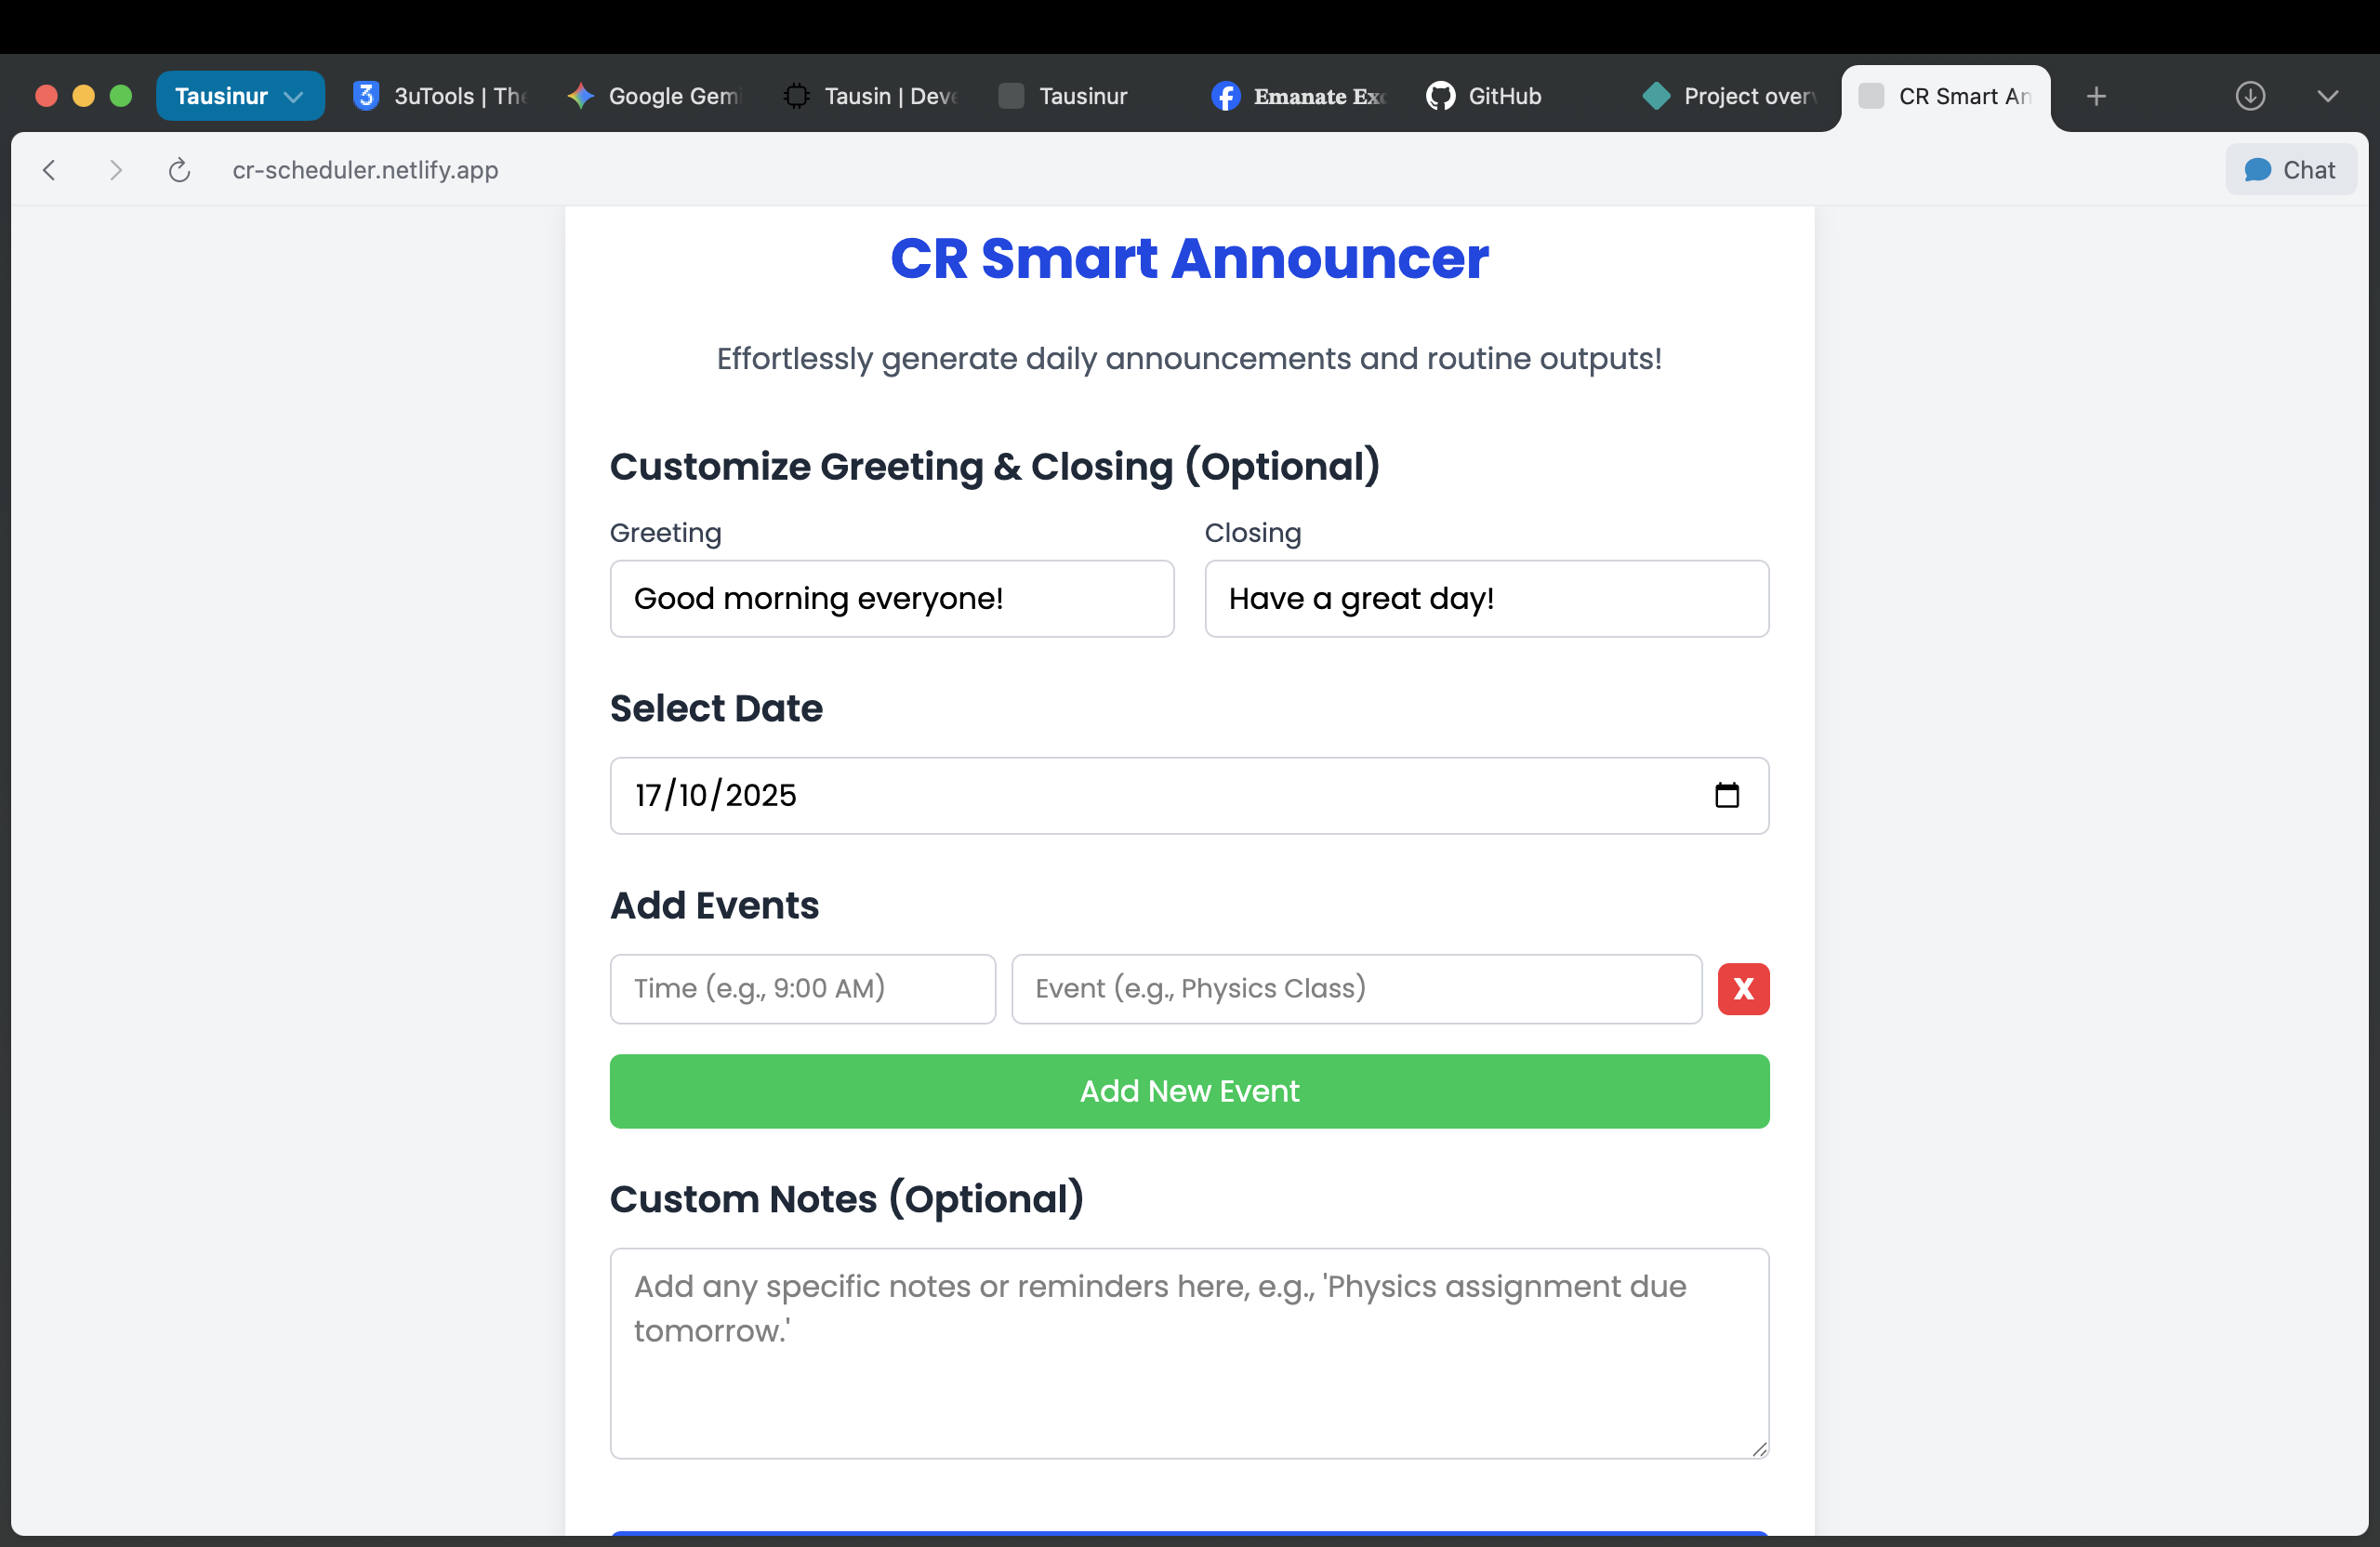 Tausinur
3uTools | The
Google Gemi
Tausin | Deve
Tausinur
Emanate Exc
GitHub
Project over
CR Smart An
cr-scheduler.netlify.app
Chat
CR Smart Announcer
Effortlessly generate daily announcements and routine outputs!
Customize Greeting & Closing (Optional)
Greeting
Closing
Good morning everyone!
Have a great day!
Select Date
17/10/2025
Add Events
Time (e.g., 9:00 AM)
Event (e.g., Physics Class)
X
Add New Event
Custom Notes (Optional)
Add any specific notes or reminders here, e.g., 'Physics assignment due
tomorrow.'